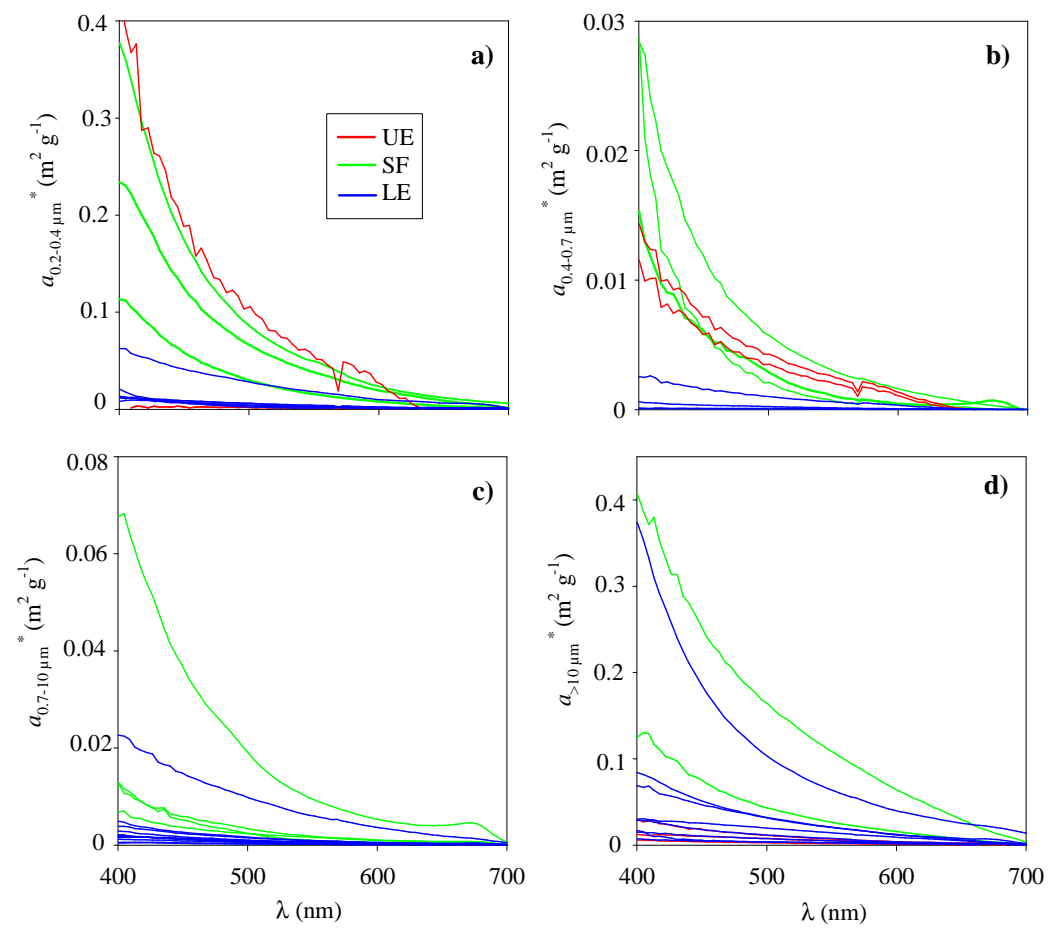 a)
0.4
0.3
0.2
0.1
0
a0.2-0.4 μm* (m2 g-1)
UE
SF
LE
b)
0.03
0.02
0.01
0
a0.4-0.7 μm* (m2 g-1)
c)
0.08
0.06
0.04
0.02
0
a0.7-10 μm* (m2 g-1)
400
500
600
700
λ (nm)
d)
0.4
0.3
0.2
0.1
0
a>10 μm* (m2 g-1)
400
500
600
700
λ (nm)